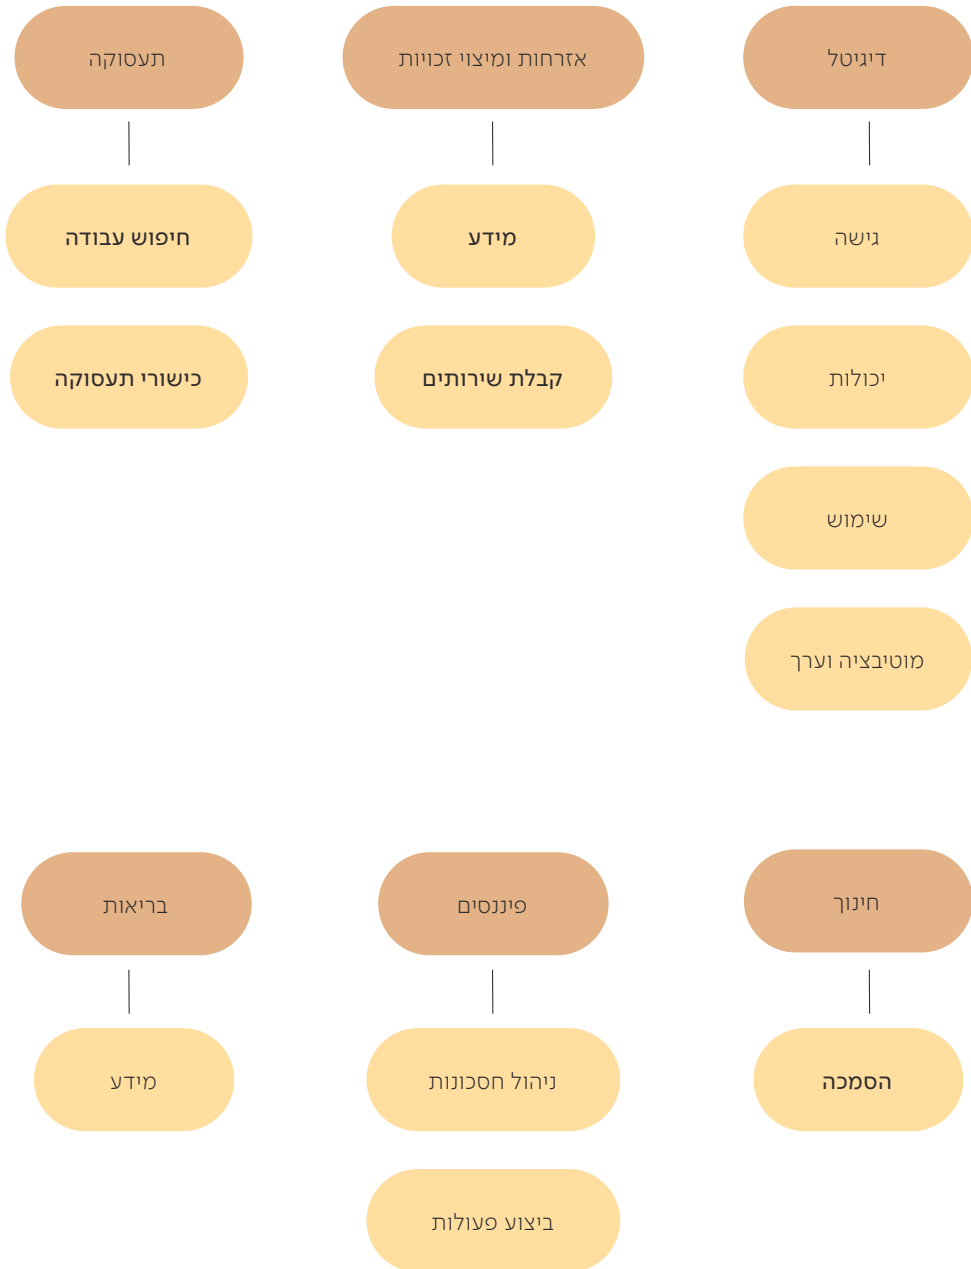 דיגיטל
גישה
יכולות
שימוש
מוטיבציה וערך
אזרחות ומיצוי זכויות
מידע
קבלת שירותים
תעסוקה
חיפוש עבודה
כישורי תעסוקה
חינוך
הסמכה
פיננסים
ניהול חסכונות
ביצוע פעולות
בריאות
מידע